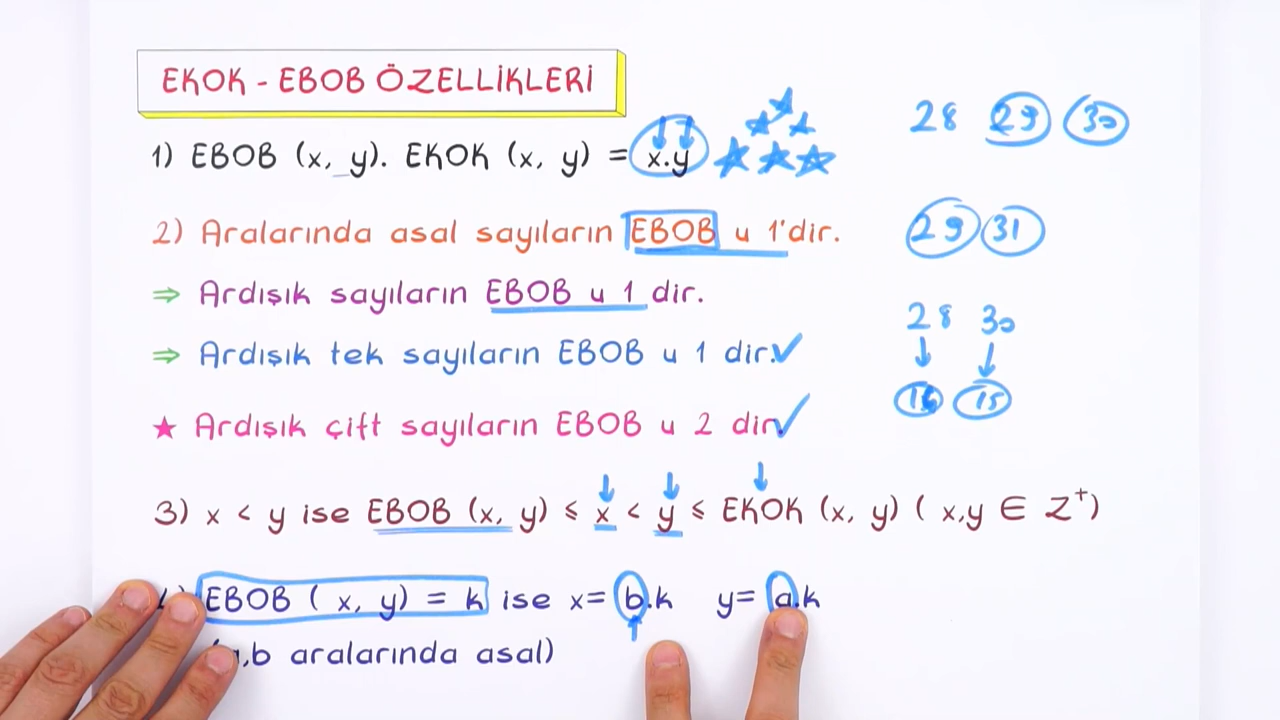 EKOK - EBOB ÖZELLİKLERİ
1) EBOB (x, y). EKOK (x, y) = x.y
28 29 30
2) Aralarında asal sayıların EBOB u 1'dir.
29 31
⇒ Ardışık sayıların EBOB u 1 dir.
28 30
⇒ Ardışık tek sayıların EBOB u 1 dir.
15
★ Ardışık çift sayıların EBOB u 2 dir
3) x < y ise EBOB (x, y) ≤ x < y ≤ EKOK (x, y) ( x,y ∈ Z⁺)
EBOB ( x, y) = k ise x= b.k y= a.k
,b aralarında asal)